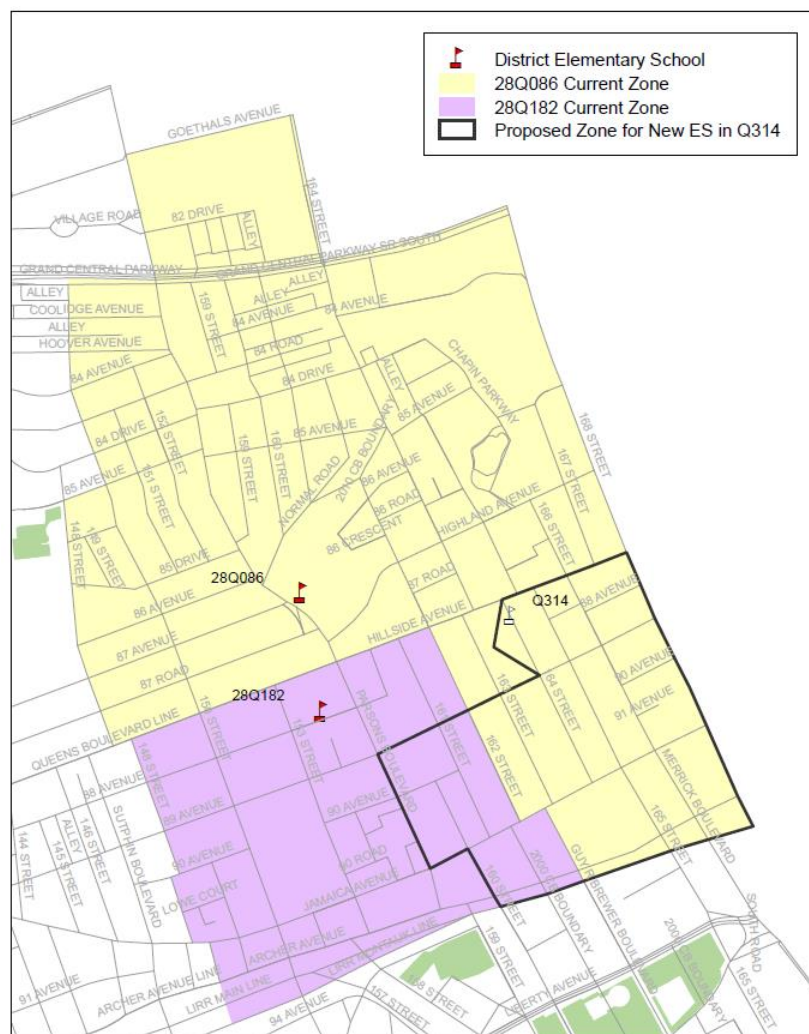 District Elementary School
28Q086 Current Zone
28Q182 Current Zone
Proposed Zone for New ES in Q314
GOETHALS AVENUE
164 STREET
VILLAGE ROAD
82 DRIVE
ALLEY
GRAND CENTRAL PARKWAY
GRAND CENTRAL PARKWAY SR SOUTH
ALLEY
ALLEY
ALLEY
COOLIDGE AVENUE
159 STREET
84 AVENUE
84 AVENUE
ALLEY
HOOVER AVENUE
84 ROAD
84 AVENUE
84 DRIVE
ALLEY
CHAPIN PARKWAY
152 STREET
85 AVENUE
84 DRIVE
159 STREET
160 STREET
85 AVENUE
2010 CB BOUNDARY
168 STREET
85 AVENUE
151 STREET
NORMAL ROAD
86 AVENUE
167 STREET
86 ROAD
148 STREET
149 STREET
86 CRESCENT
HIGHLAND AVENUE
166 STREET
85 DRIVE
28Q086
87 ROAD
86 AVENUE
Q314
88 AVENUE
HILLSIDE AVENUE
87 AVENUE
87 ROAD
28Q182
90 AVENUE
QUEENS BOULEVARD LINE
150 STREET
153 STREET
PARSONS BOULEVARD
161 STREET
162 STREET
163 STREET
164 STREET
91 AVENUE
148 STREET
88 AVENUE
89 AVENUE
90 AVENUE
MERRICK BOULEVARD
144 STREET
ALLEY
145 STREET
146 STREET
SUTPHIN BOULEVARD
90 AVENUE
90 ROAD
165 STREET
LOWE COURT
JAMAICA AVENUE
160 STREET
2000 CB BOUNDARY
GUY R BREWER BOULEVARD
ARCHER AVENUE
LIRR MONTAUK LINE
159 STREET
SOUTH ROAD
91 AVENUE
ARCHER AVENUE LINE
LIRR MAIN LINE
94 AVENUE
157 STREET
158 STREET
LIBERTY AVENUE
2000 CB BOUNDARY
165 STREET